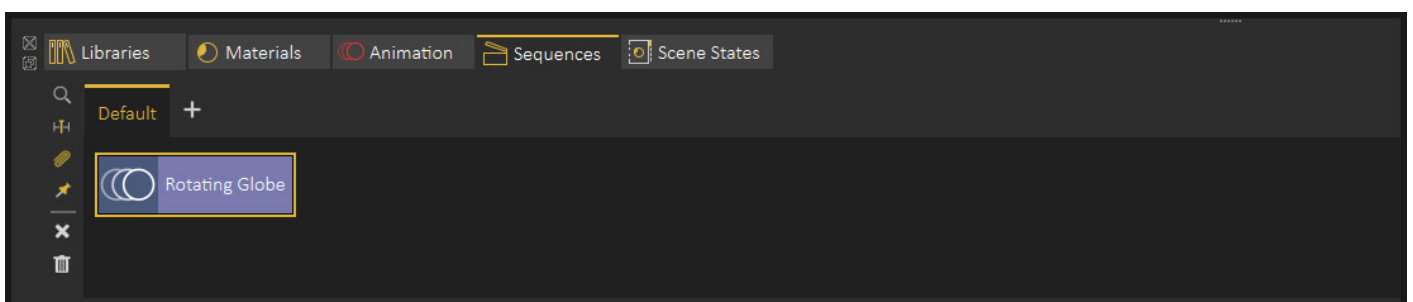 Libraries Materials Animation Sequences Scene States
Default +
Rotating Globe